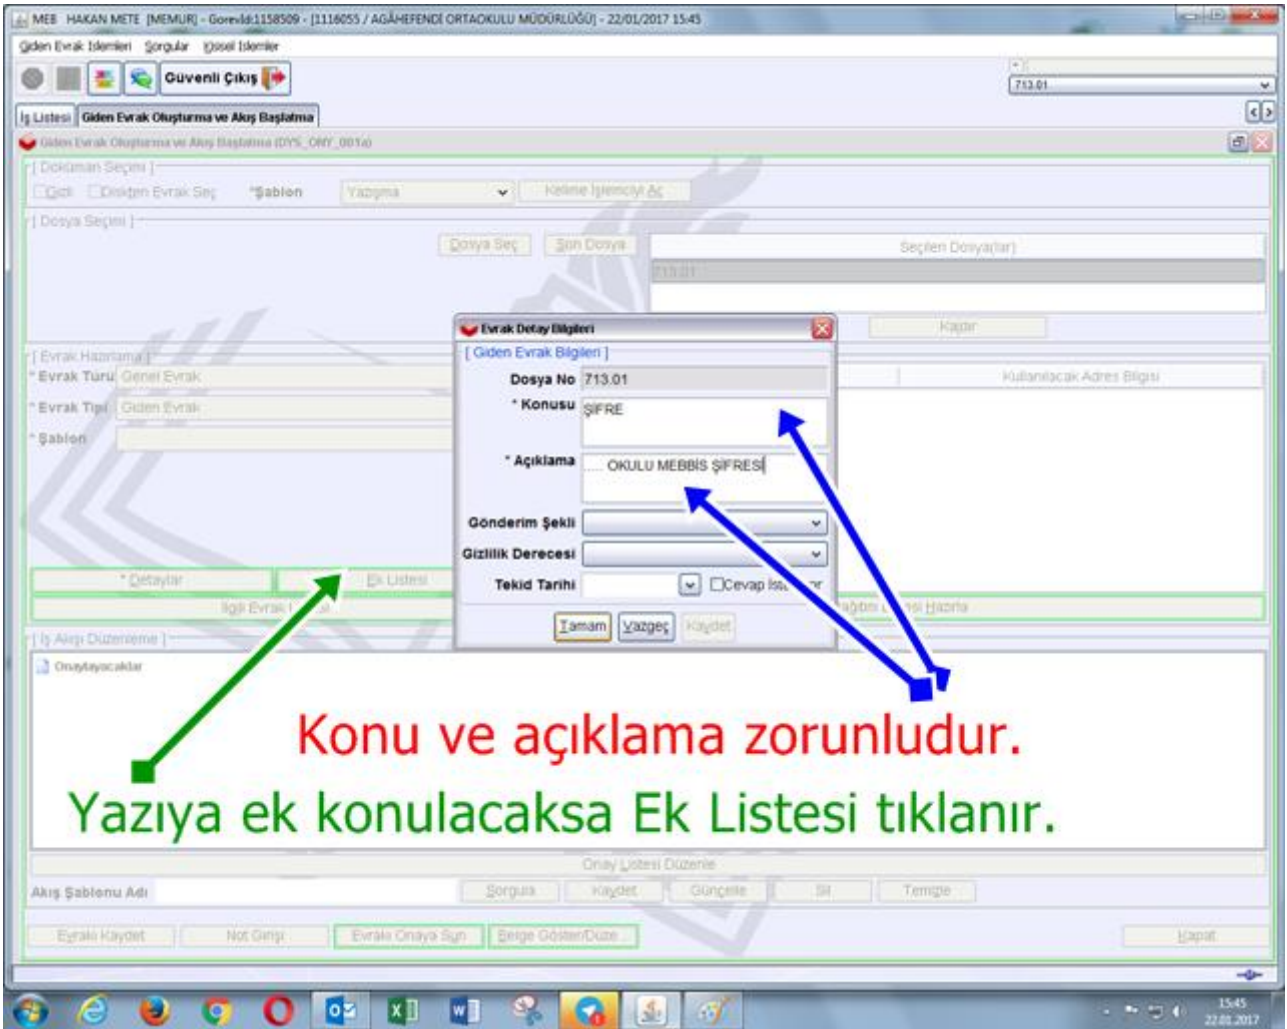 MEB HAKAN METE [MEMUR] - GorevId:1158509 - [1116055 / AGÂHEFENDİ ORTAOKULU MÜDÜRLÜĞÜ] - 22/01/2017 15:45
Giden Evrak İşlemleri Sorgular Kişisel İşlemler
Güvenli Çıkış
713.01
İş Listesi Giden Evrak Oluşturma ve Akış Başlatma
Giden Evrak Oluşturma ve Akış Başlatma (DYS_ONY_001a)
[ Doküman Seçimi ]
Gizli Diskten Evrak Seç *Şablon Yazışma Kelime İşlemciyi Aç
[ Dosya Seçimi ]
Dosya Seç Son Dosya Seçilen Dosya(lar)
713.01
Kapat
Evrak Detay Bilgileri
[ Giden Evrak Bilgileri ]
Dosya No 713.01
* Konusu ŞİFRE
* Açıklama ..... OKULU MEBBİS ŞİFRESİ
Gönderim Şekli
Gizlilik Derecesi
Tekid Tarihi Cevap
Tamam Vazgeç Kaydet
[ Evrak Hazırlama ]
* Evrak Türü Genel Evrak Kullanılacak Adres Bilgisi
* Evrak Tipi Giden Evrak
* Şablon
* Detaylar Ek Listesi
İlgili Evrak Hazırla
[ İş Akışı Düzenleme ]
Onaylayacaklar
Konu ve açıklama zorunludur.
Yazıya ek konulacaksa Ek Listesi tıklanır.
Onay Listesi Düzenle
Akış Şablonu Adı Sorgula Kaydet Güncelle Sil Temizle
Evrakı Kaydet Not Girişi Evrakı Onaya Sun Belge Göster/Düze... Kapat
15:45
22.01.2017